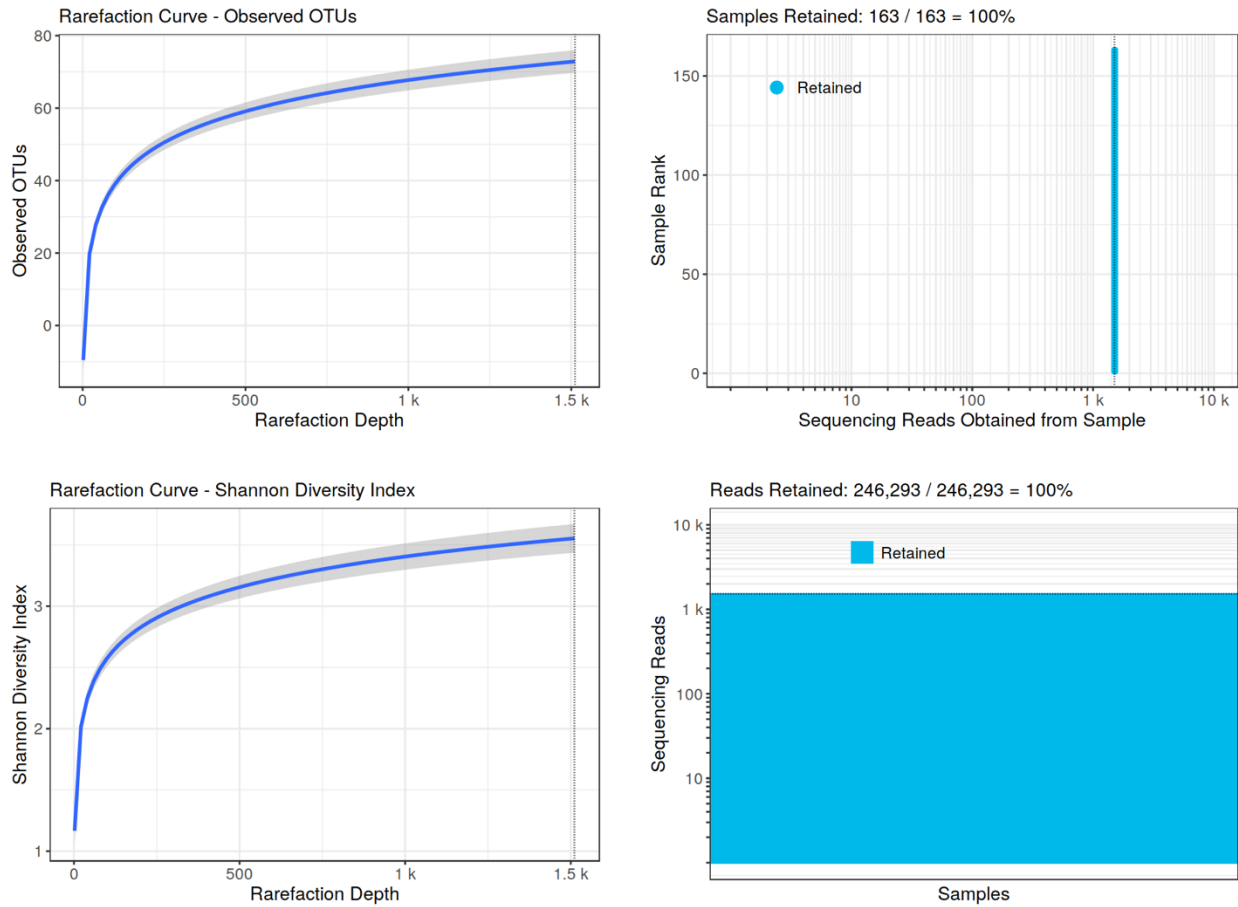 Rarefaction Curve - Observed OTUs
80
60
40
20
0
Observed OTUs
0
500
1 k
1.5 k
Rarefaction Depth
Samples Retained: 163 / 163 = 100%
150
100
50
0
Sample Rank
Retained
10
100
1 k
10 k
Sequencing Reads Obtained from Sample
Rarefaction Curve - Shannon Diversity Index
3
2
1
Shannon Diversity Index
0
500
1 k
1.5 k
Rarefaction Depth
Reads Retained: 246,293 / 246,293 = 100%
10 k
1 k
100
10
Sequencing Reads
Retained
Samples